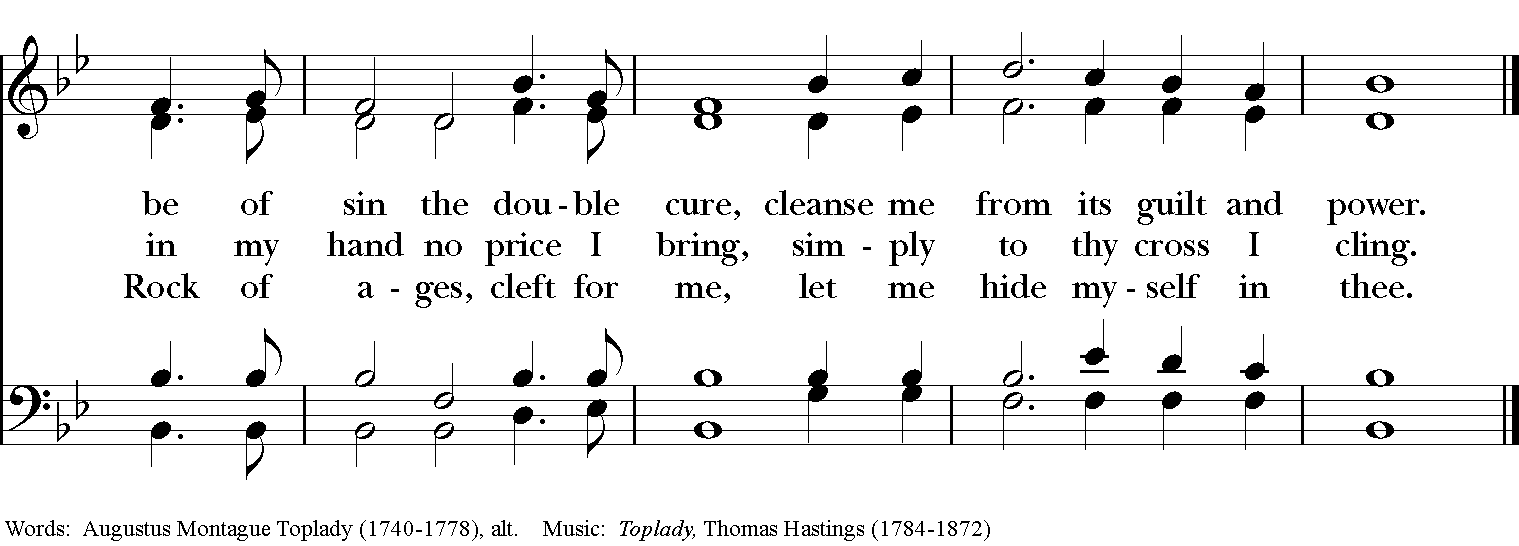 be of sin the dou - ble cure, cleanse me from its guilt and power.
in my hand no price I bring, sim - ply to thy cross I cling.
Rock of a - ges, cleft for me, let me hide my - self in thee.
Words: Augustus Montague Toplady (1740-1778), alt. Music: Toplady, Thomas Hastings (1784-1872)